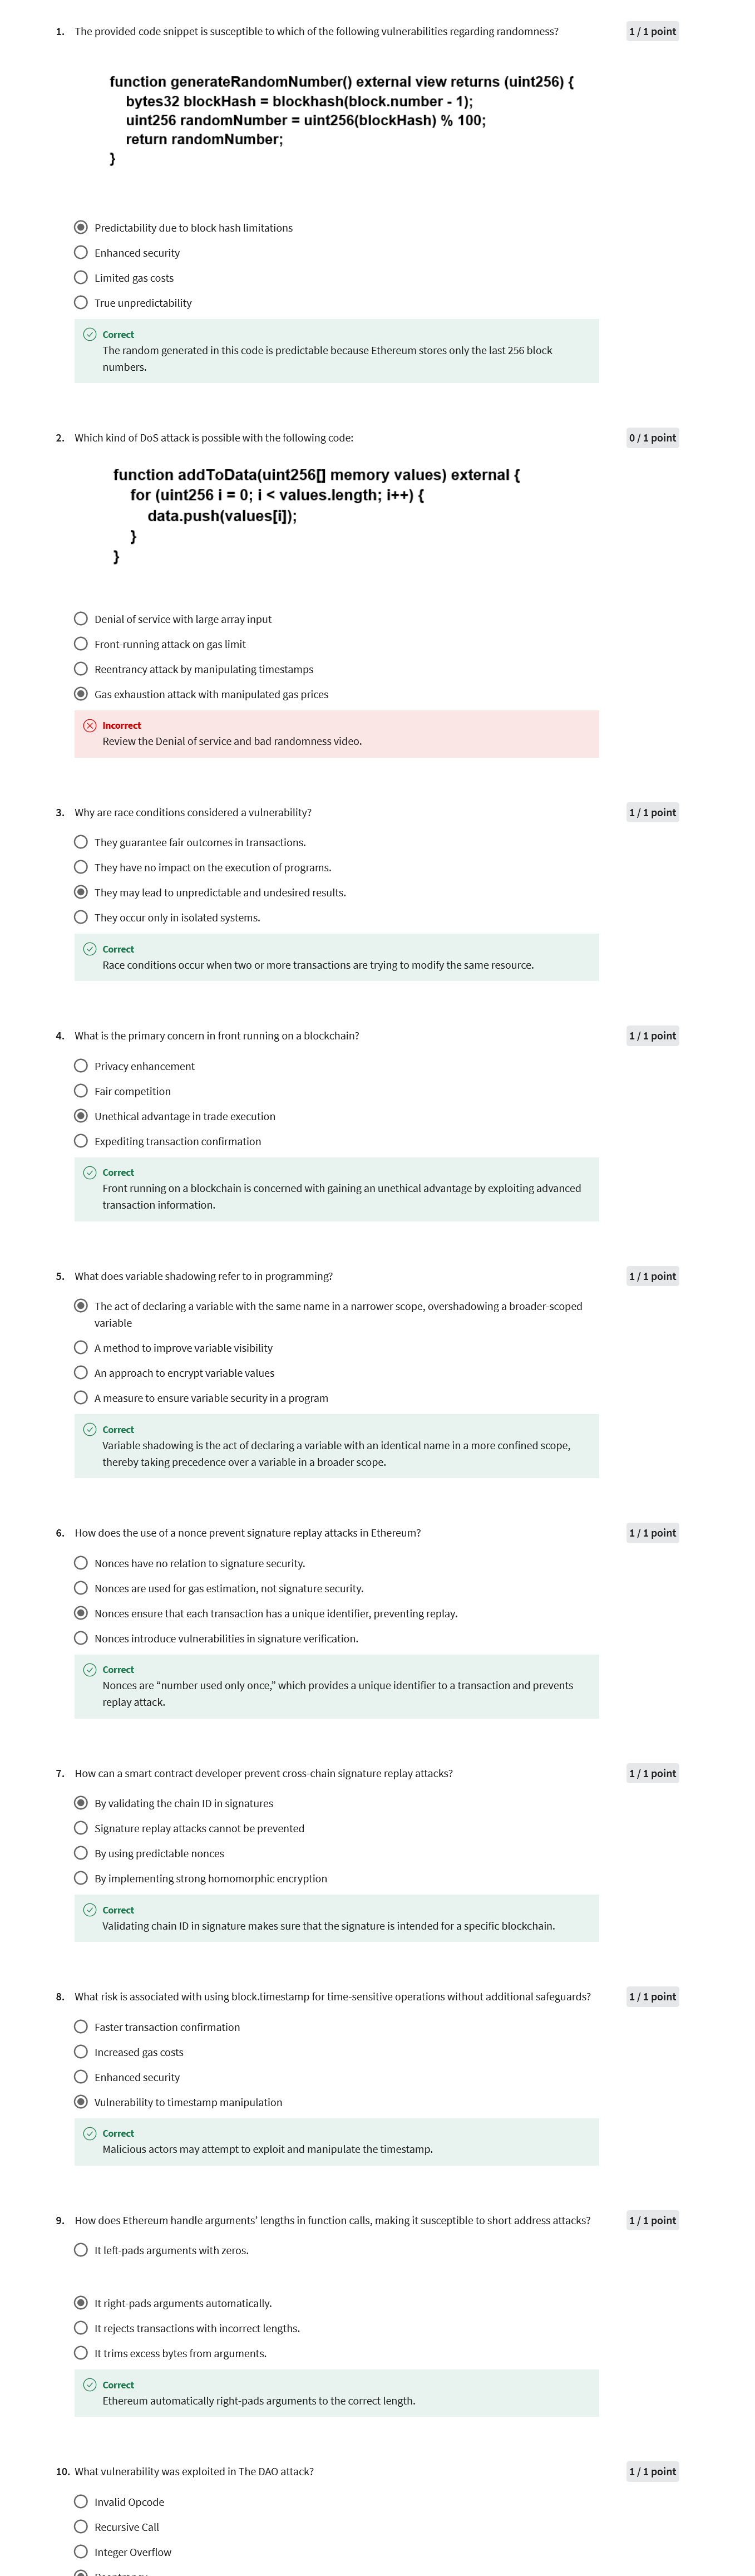 1. The provided code snippet is susceptible to which of the following vulnerabilities regarding randomness?
1 / 1 point
function generateRandomNumber() external view returns (uint256) {
bytes32 blockHash = blockhash(block.number - 1);
uint256 randomNumber = uint256(blockHash) % 100;
return randomNumber;
}
Predictability due to block hash limitations
Enhanced security
Limited gas costs
True unpredictability
Correct
The random generated in this code is predictable because Ethereum stores only the last 256 block
numbers.
2. Which kind of DoS attack is possible with the following code:
0 / 1 point
function addToData(uint256[] memory values) external {
for (uint256 i = 0; i < values.length; i++) {
data.push(values[i]);
}
}
Denial of service with large array input
Front-running attack on gas limit
Reentrancy attack by manipulating timestamps
Gas exhaustion attack with manipulated gas prices
Incorrect
Review the Denial of service and bad randomness video.
3. Why are race conditions considered a vulnerability?
1 / 1 point
They guarantee fair outcomes in transactions.
They have no impact on the execution of programs.
They may lead to unpredictable and undesired results.
They occur only in isolated systems.
Correct
Race conditions occur when two or more transactions are trying to modify the same resource.
4. What is the primary concern in front running on a blockchain?
1 / 1 point
Privacy enhancement
Fair competition
Unethical advantage in trade execution
Expediting transaction confirmation
Correct
Front running on a blockchain is concerned with gaining an unethical advantage by exploiting advanced
transaction information.
5. What does variable shadowing refer to in programming?
1 / 1 point
The act of declaring a variable with the same name in a narrower scope, overshadowing a broader-scoped
variable
A method to improve variable visibility
An approach to encrypt variable values
A measure to ensure variable security in a program
Correct
Variable shadowing is the act of declaring a variable with an identical name in a more confined scope,
thereby taking precedence over a variable in a broader scope.
6. How does the use of a nonce prevent signature replay attacks in Ethereum?
1 / 1 point
Nonces have no relation to signature security.
Nonces are used for gas estimation, not signature security.
Nonces ensure that each transaction has a unique identifier, preventing replay.
Nonces introduce vulnerabilities in signature verification.
Correct
Nonces are “number used only once,” which provides a unique identifier to a transaction and prevents
replay attack.
7. How can a smart contract developer prevent cross-chain signature replay attacks?
1 / 1 point
By validating the chain ID in signatures
Signature replay attacks cannot be prevented
By using predictable nonces
By implementing strong homomorphic encryption
Correct
Validating chain ID in signature makes sure that the signature is intended for a specific blockchain.
8. What risk is associated with using block.timestamp for time-sensitive operations without additional safeguards?
1 / 1 point
Faster transaction confirmation
Increased gas costs
Enhanced security
Vulnerability to timestamp manipulation
Correct
Malicious actors may attempt to exploit and manipulate the timestamp.
9. How does Ethereum handle arguments’ lengths in function calls, making it susceptible to short address attacks?
1 / 1 point
It left-pads arguments with zeros.
It right-pads arguments automatically.
It rejects transactions with incorrect lengths.
It trims excess bytes from arguments.
Correct
Ethereum automatically right-pads arguments to the correct length.
10. What vulnerability was exploited in The DAO attack?
1 / 1 point
Invalid Opcode
Recursive Call
Integer Overflow